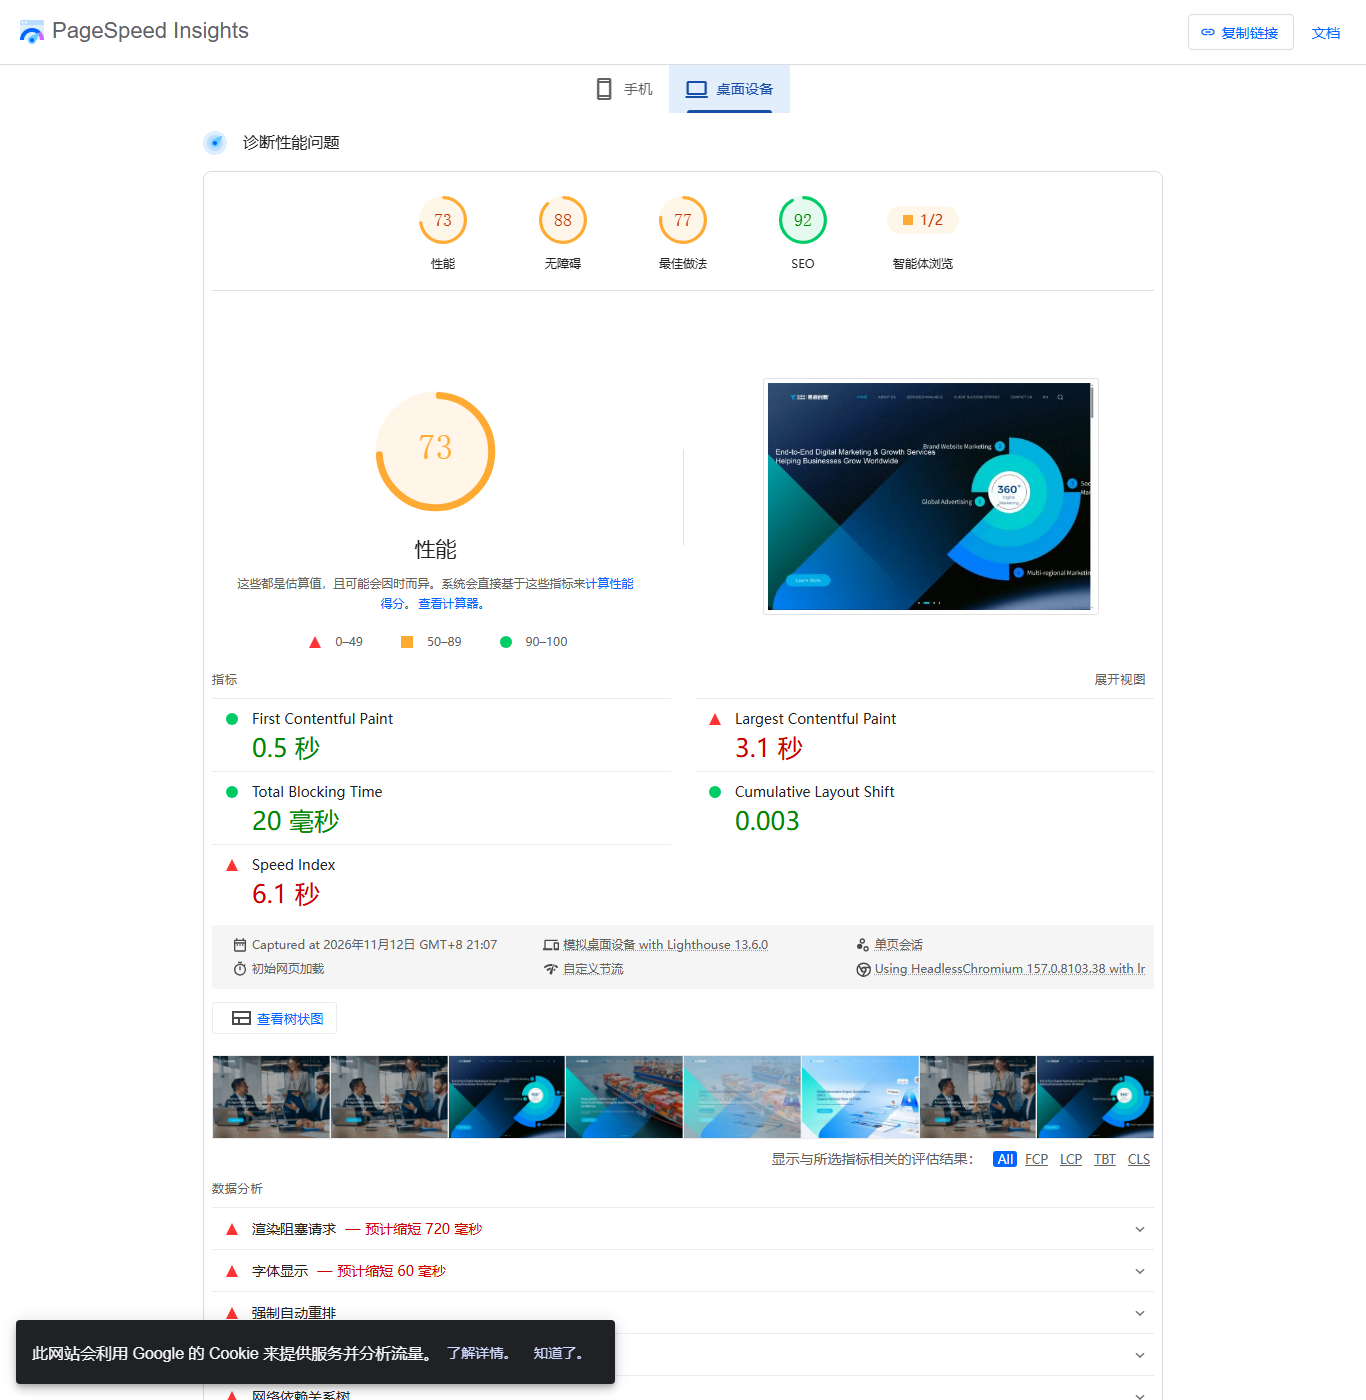 PageSpeed Insights
复制链接
文档
手机
桌面设备
诊断性能问题
73
88
77
92
1/2
性能
无障碍
最佳做法
SEO
智能体浏览
73
性能
这些都是估算值，且可能会因时而异。系统会直接基于这些指标来计算性能
得分。查看计算器。
0–49
50–89
90–100
HOME
ABOUT US
CONTACT US
EN
End-to-End Digital Marketing & Growth Services
Helping Businesses Grow Worldwide
Brand Website Marketing
2
360°
Digital
Marketing
Global Advertising
1
Multi-regional Marketin
4
Learn More
指标
展开视图
First Contentful Paint
0.5 秒
Largest Contentful Paint
3.1 秒
Total Blocking Time
20 毫秒
Cumulative Layout Shift
0.003
Speed Index
6.1 秒
Captured at 2026年11月12日 GMT+8 21:07
模拟桌面设备 with Lighthouse 13.6.0
单页会话
初始网页加载
自定义节流
Using HeadlessChromium 157.0.8103.38 with lr
查看树状图
显示与所选指标相关的评估结果：
All
FCP
LCP
TBT
CLS
数据分析
渲染阻塞请求 — 预计缩短 720 毫秒
字体显示 — 预计缩短 60 毫秒
强制自动重排
此网站会利用 Google 的 Cookie 来提供服务并分析流量。
了解详情。
知道了。
网络依赖关系树